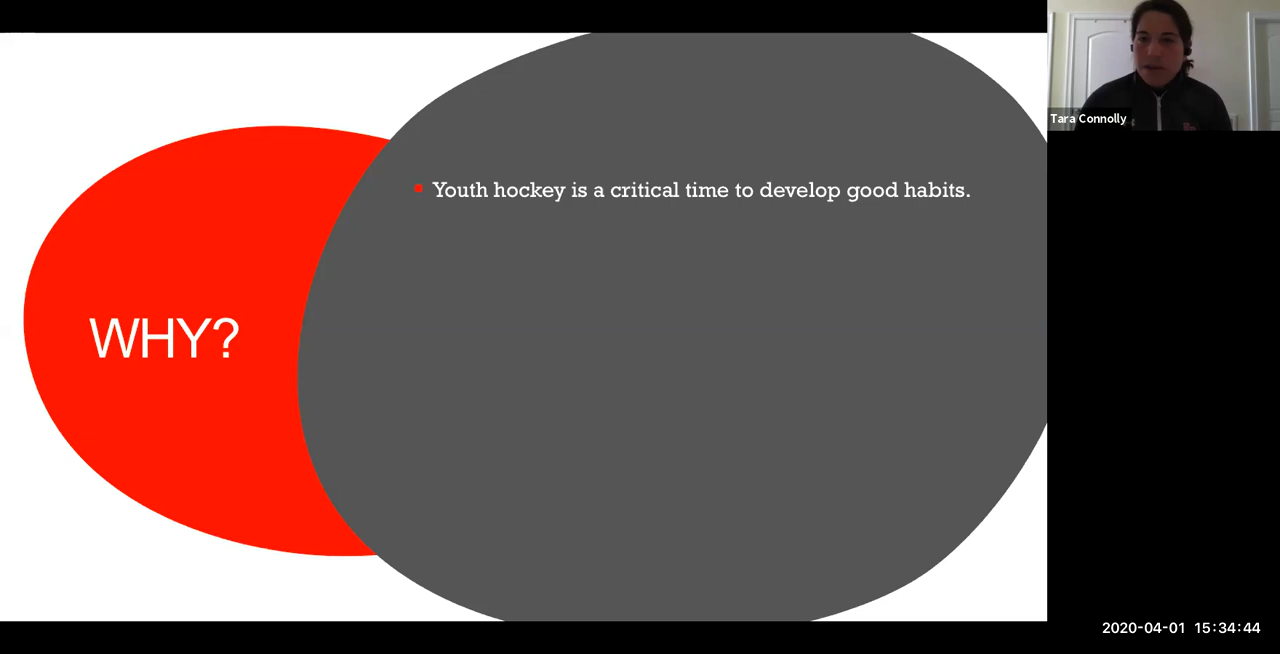 Tara Connolly
Youth hockey is a critical time to develop good habits.
WHY?
2020-04-01 15:34:44